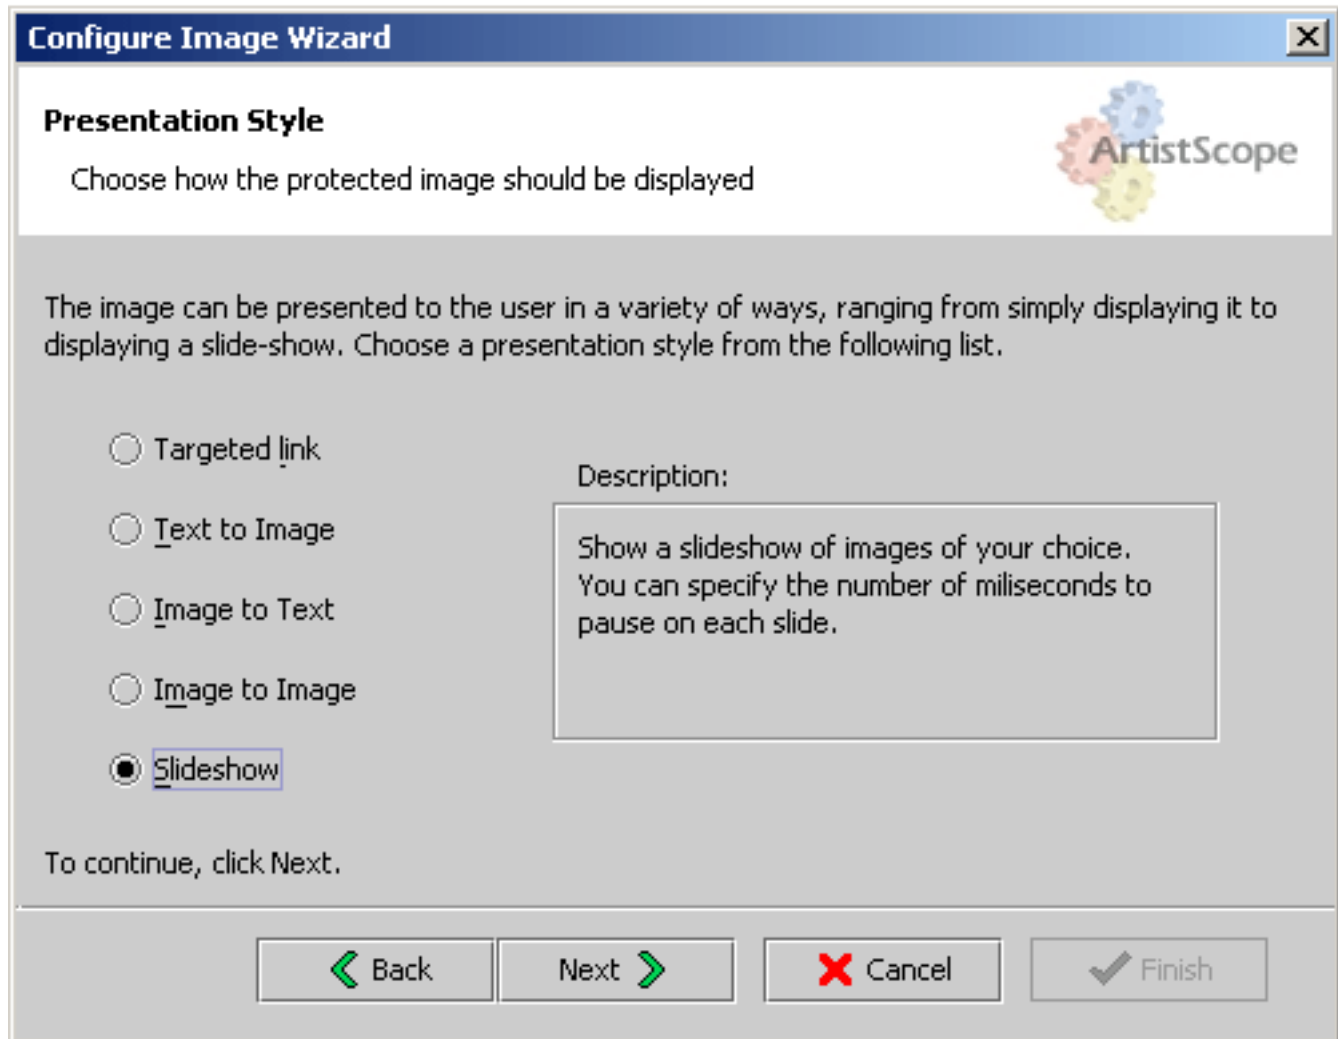 Configure Image Wizard
Presentation Style
Choose how the protected image should be displayed
ArtistScope
The image can be presented to the user in a variety of ways, ranging from simply displaying it to
displaying a slide-show. Choose a presentation style from the following list.
Targeted link
Text to Image
Image to Text
Image to Image
Slideshow
Description:
Show a slideshow of images of your choice.
You can specify the number of miliseconds to
pause on each slide.
To continue, click Next.
Back
Next
Cancel
Finish